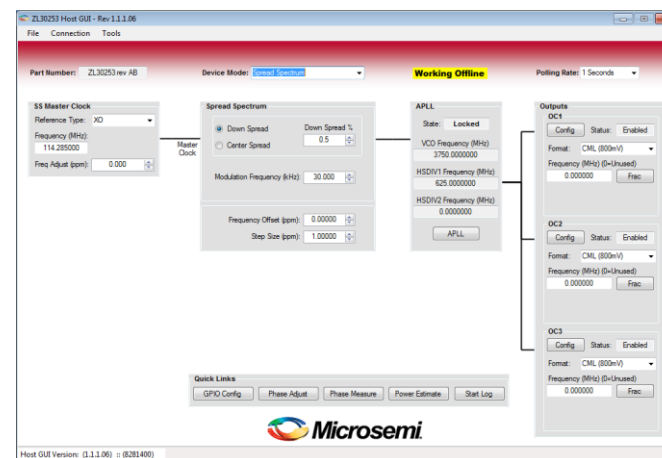 ZL30253 Host GUI - Rev 1.1.1.06
File Connection Tools
Part Number: ZL30253 rev AB
Device Mode: Spread Spectrum
Working Offline
Polling Rate: 1 Seconds
SS Master Clock
Reference Type: XO
Frequency (MHz):
114.285000
Freq Adjust (ppm): 0.000
Master
Clock
Spread Spectrum
Down Spread
Center Spread
Down Spread %
0.5
Modulation Frequency (kHz): 30.000
Frequency Offset (ppm): 0.00000
Step Size (ppm): 1.00000
APLL
State: Locked
VCO Frequency (MHz)
3750.0000000
HSDIV1 Frequency (MHz)
625.0000000
HSDIV2 Frequency (MHz)
0.0000000
APLL
Outputs
OC1
Config Status: Enabled
Format: CML (800mV)
Frequency (MHz) (0=Unused)
0.000000 Frac
OC2
Config Status: Enabled
Format: CML (800mV)
Frequency (MHz) (0=Unused)
0.000000 Frac
OC3
Config Status: Enabled
Format: CML (800mV)
Frequency (MHz) (0=Unused)
0.000000 Frac
Quick Links
GPIO Config Phase Adjust Phase Measure Power Estimate Start Log
Microsemi.
Host GUI Version: (1.1.1.06) :: (8281400)